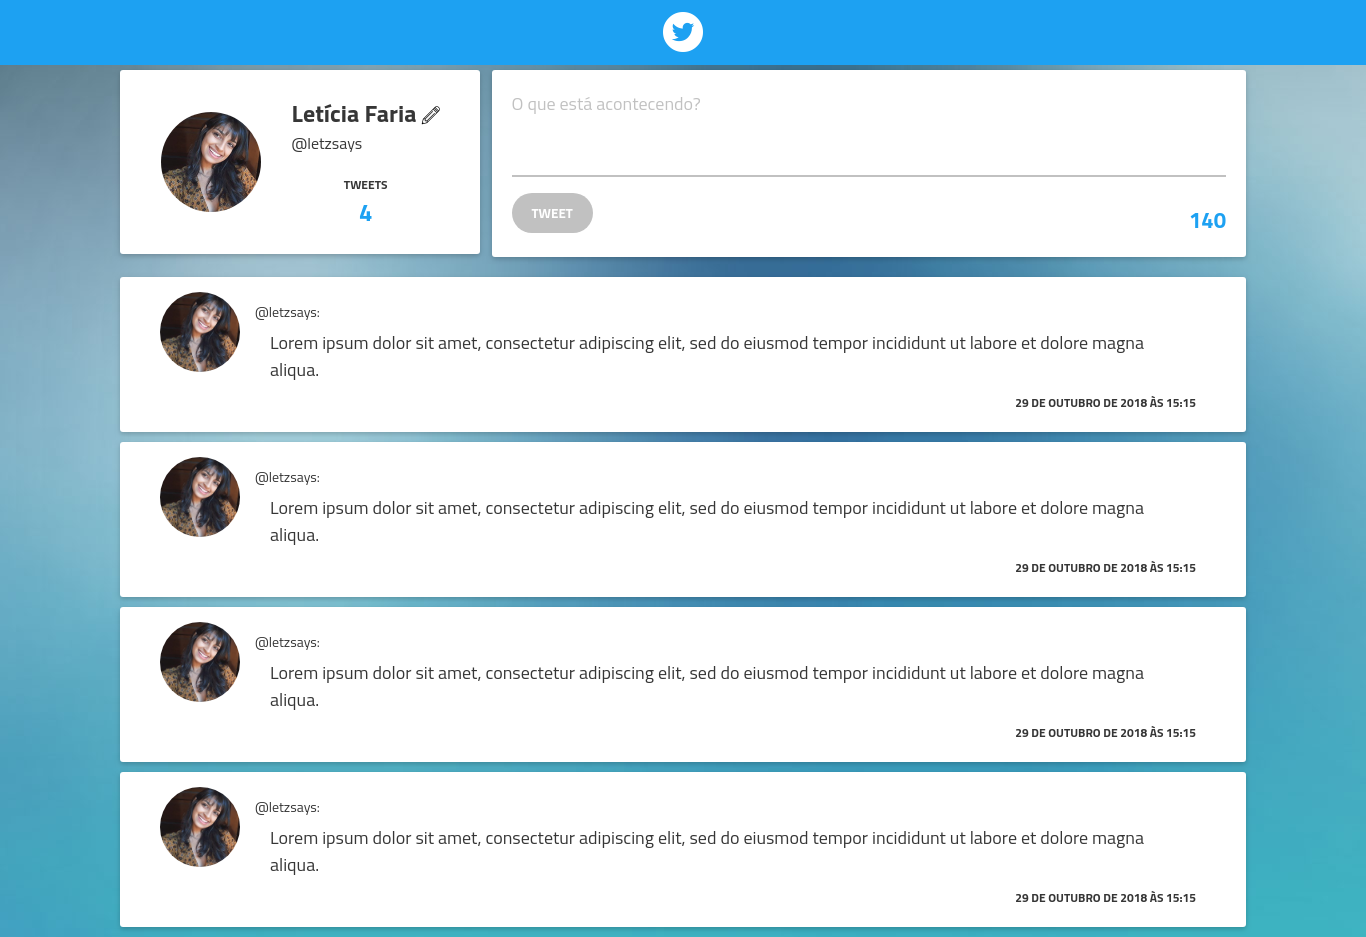 Letícia Faria
@letzsays
TWEETS
4
O que está acontecendo?
TWEET
140
@letzsays:
Lorem ipsum dolor sit amet, consectetur adipiscing elit, sed do eiusmod tempor incididunt ut labore et dolore magna
aliqua.
29 DE OUTUBRO DE 2018 ÀS 15:15
@letzsays:
Lorem ipsum dolor sit amet, consectetur adipiscing elit, sed do eiusmod tempor incididunt ut labore et dolore magna
aliqua.
29 DE OUTUBRO DE 2018 ÀS 15:15
@letzsays:
Lorem ipsum dolor sit amet, consectetur adipiscing elit, sed do eiusmod tempor incididunt ut labore et dolore magna
aliqua.
29 DE OUTUBRO DE 2018 ÀS 15:15
@letzsays:
Lorem ipsum dolor sit amet, consectetur adipiscing elit, sed do eiusmod tempor incididunt ut labore et dolore magna
aliqua.
29 DE OUTUBRO DE 2018 ÀS 15:15